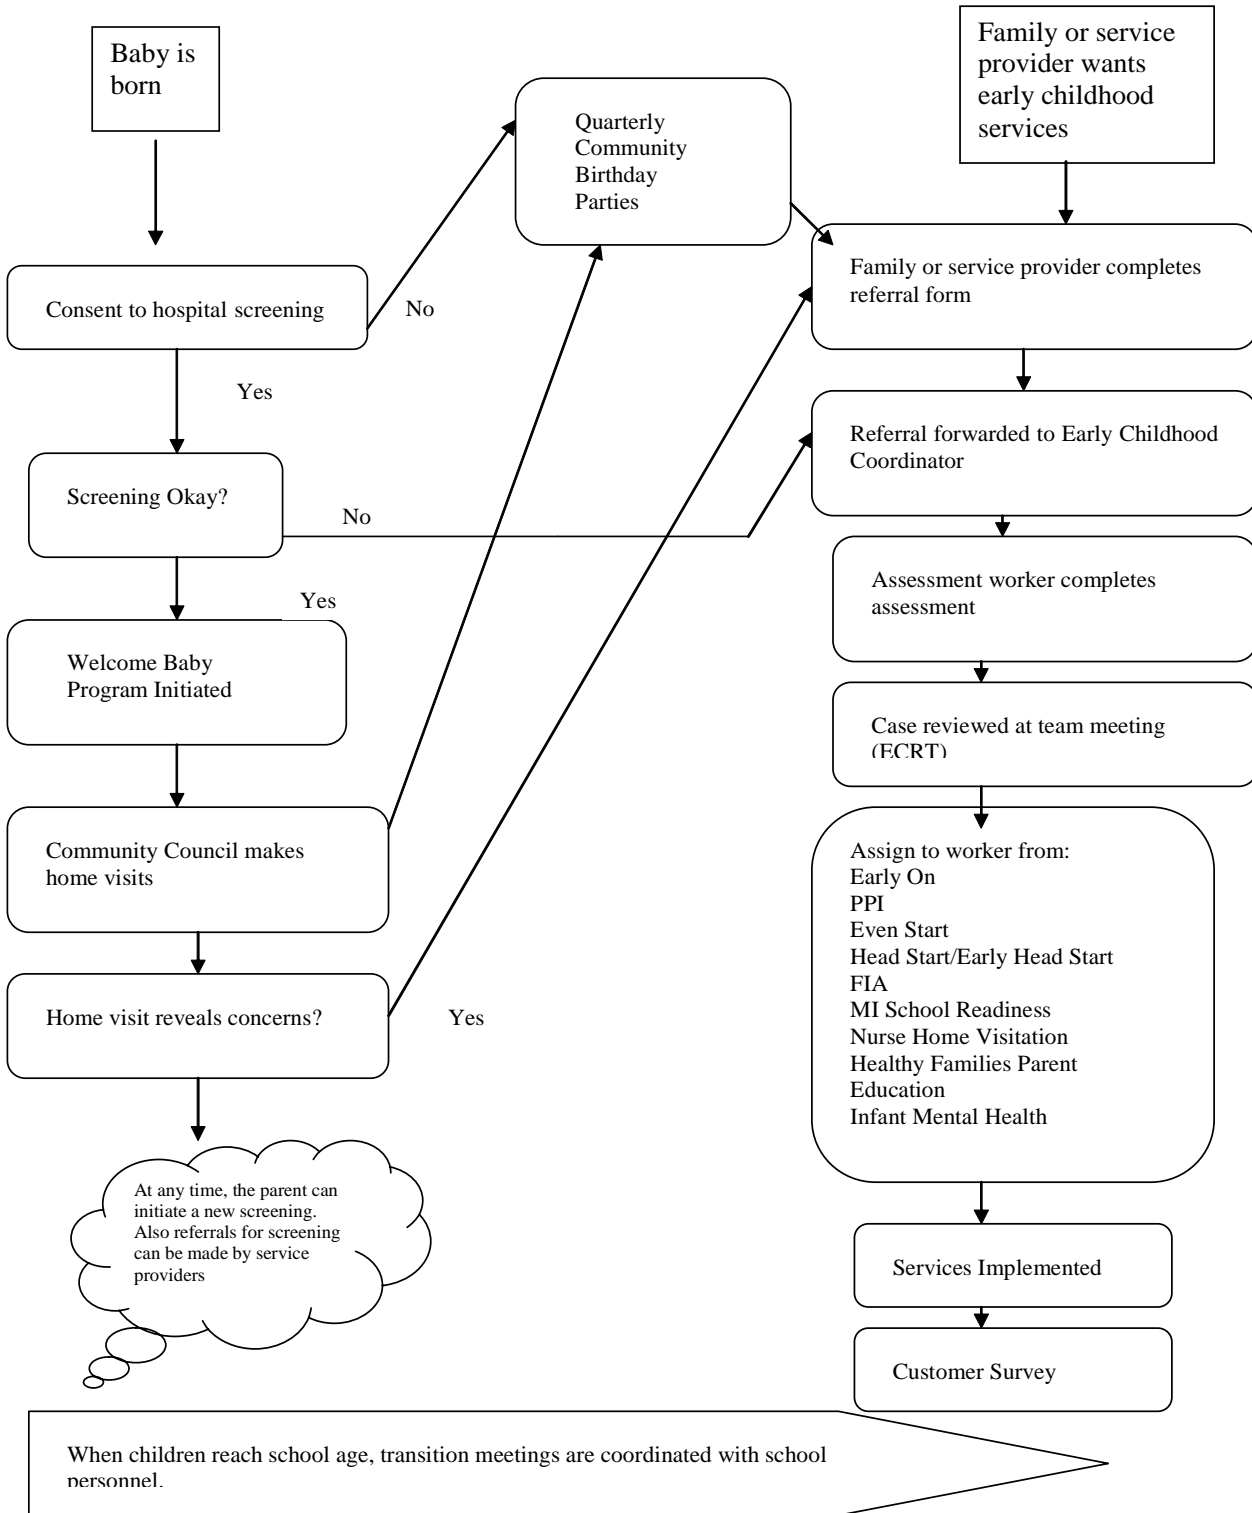 Baby is
born
Family or service
provider wants
early childhood
services
Quarterly
Community
Birthday
Parties
Consent to hospital screening
No
Family or service provider completes
referral form
Yes
Referral forwarded to Early Childhood
Coordinator
Screening Okay?
No
Assessment worker completes
assessment
Yes
Welcome Baby
Program Initiated
Case reviewed at team meeting
(ECRT)
Community Council makes
home visits
Assign to worker from:
Early On
PPI
Even Start
Head Start/Early Head Start
FIA
MI School Readiness
Nurse Home Visitation
Healthy Families Parent
Education
Infant Mental Health
Home visit reveals concerns?
Yes
At any time, the parent can
initiate a new screening.
Also referrals for screening
can be made by service
providers
Services Implemented
Customer Survey
When children reach school age, transition meetings are coordinated with school
personnel.